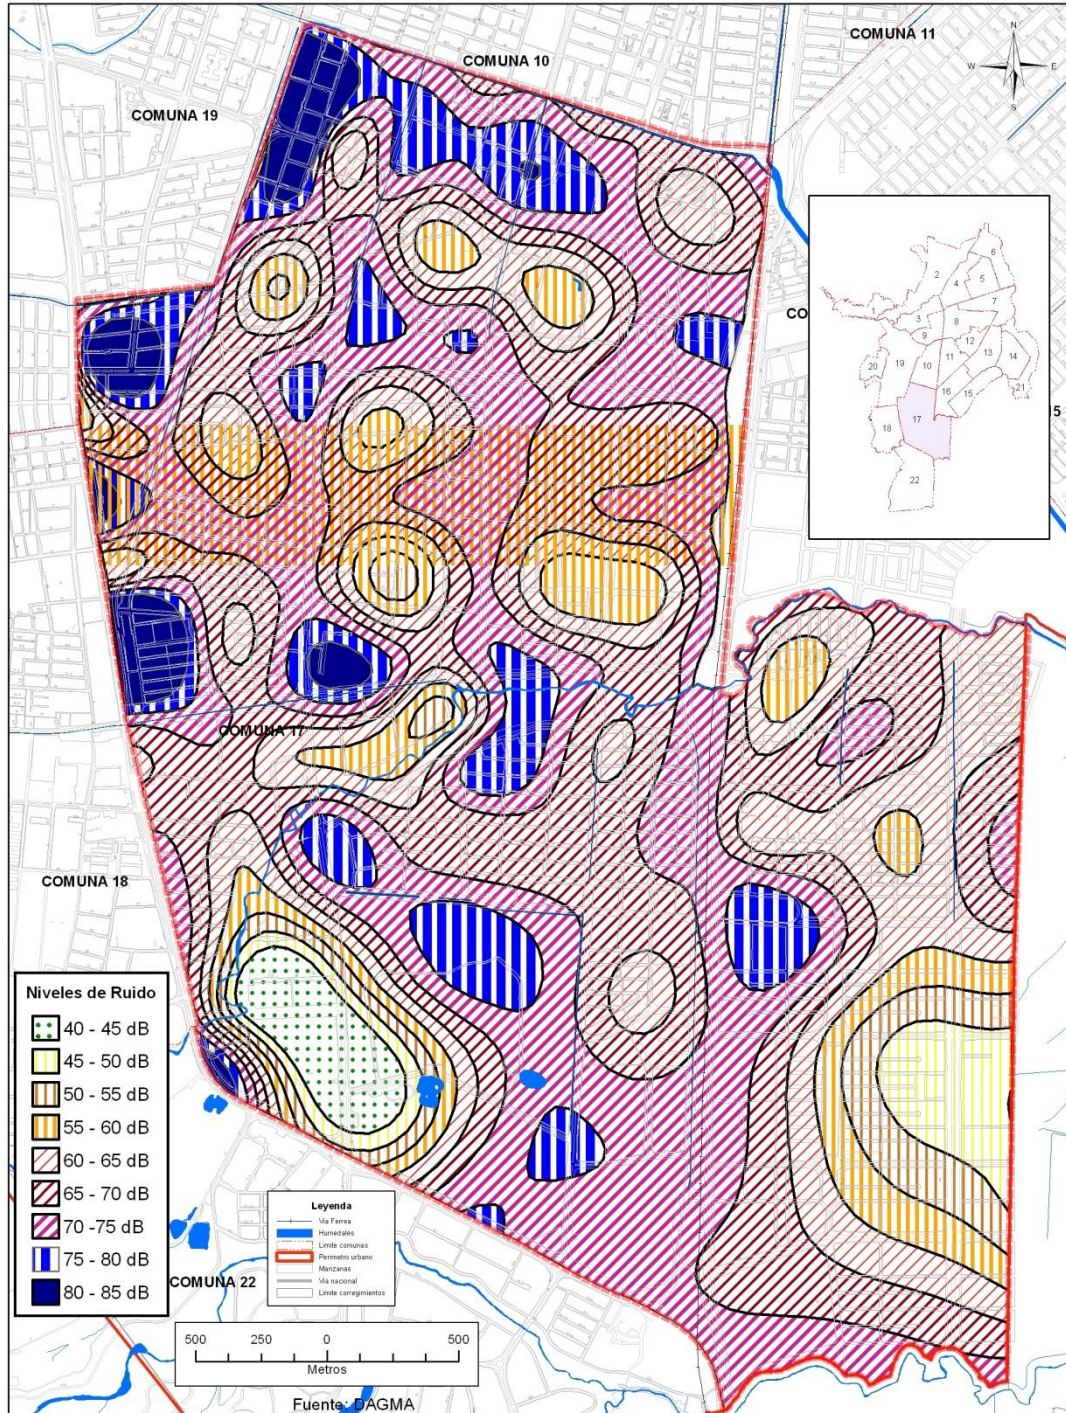 COMUNA 11
COMUNA 10
N
W
E
S
COMUNA 19
CO
6
2
5
4
7
1
3
8
9
12
13
14
11
10
19
20
21
16
15
17
18
22
15
COMUNA 17
COMUNA 18
Niveles de Ruido
40 - 45 dB
45 - 50 dB
50 - 55 dB
55 - 60 dB
60 - 65 dB
65 - 70 dB
70 -75 dB
75 - 80 dB
80 - 85 dB
Leyenda
Via Ferrea
Humedales
Limite comunas
Perimetro urbano
Manzanas
Via nacional
Limite corregimientos
COMUNA 22
500 250 0 500
Metros
Fuente: DAGMA